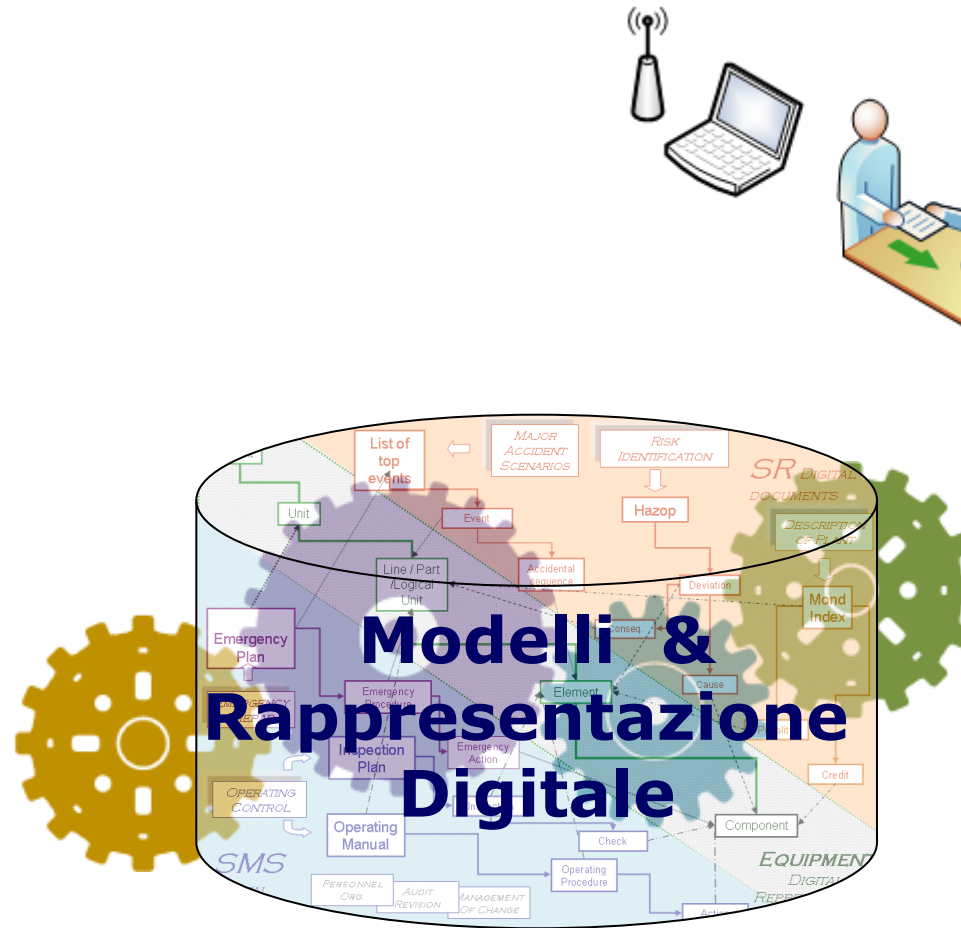 List of
top
events
MAJOR
ACCIDENT
SCENARIOS
RISK
IDENTIFICATION
SR DIGITAL
DOCUMENTS
Unit
Event
Hazop
DESCRIPTION
OF PLANT
Line / Part
/Logical
Unit
Accidental
sequence
Deviation
Mond
Index
Emergency
Plan
Modelli &
Conseq.
Cause
Element
Emergency
Rappresentazione
Inspection
Plan
Emergency
Action
Credit
OPERATING
CONTROL
Digitale
Operating
Manual
Check
Component
SMS
Operating
Procedure
EQUIPMENT
DIGITAL
PERSONNEL
ORG.
AUDIT
REVISION
MANAGEMENT
OF CHANGE